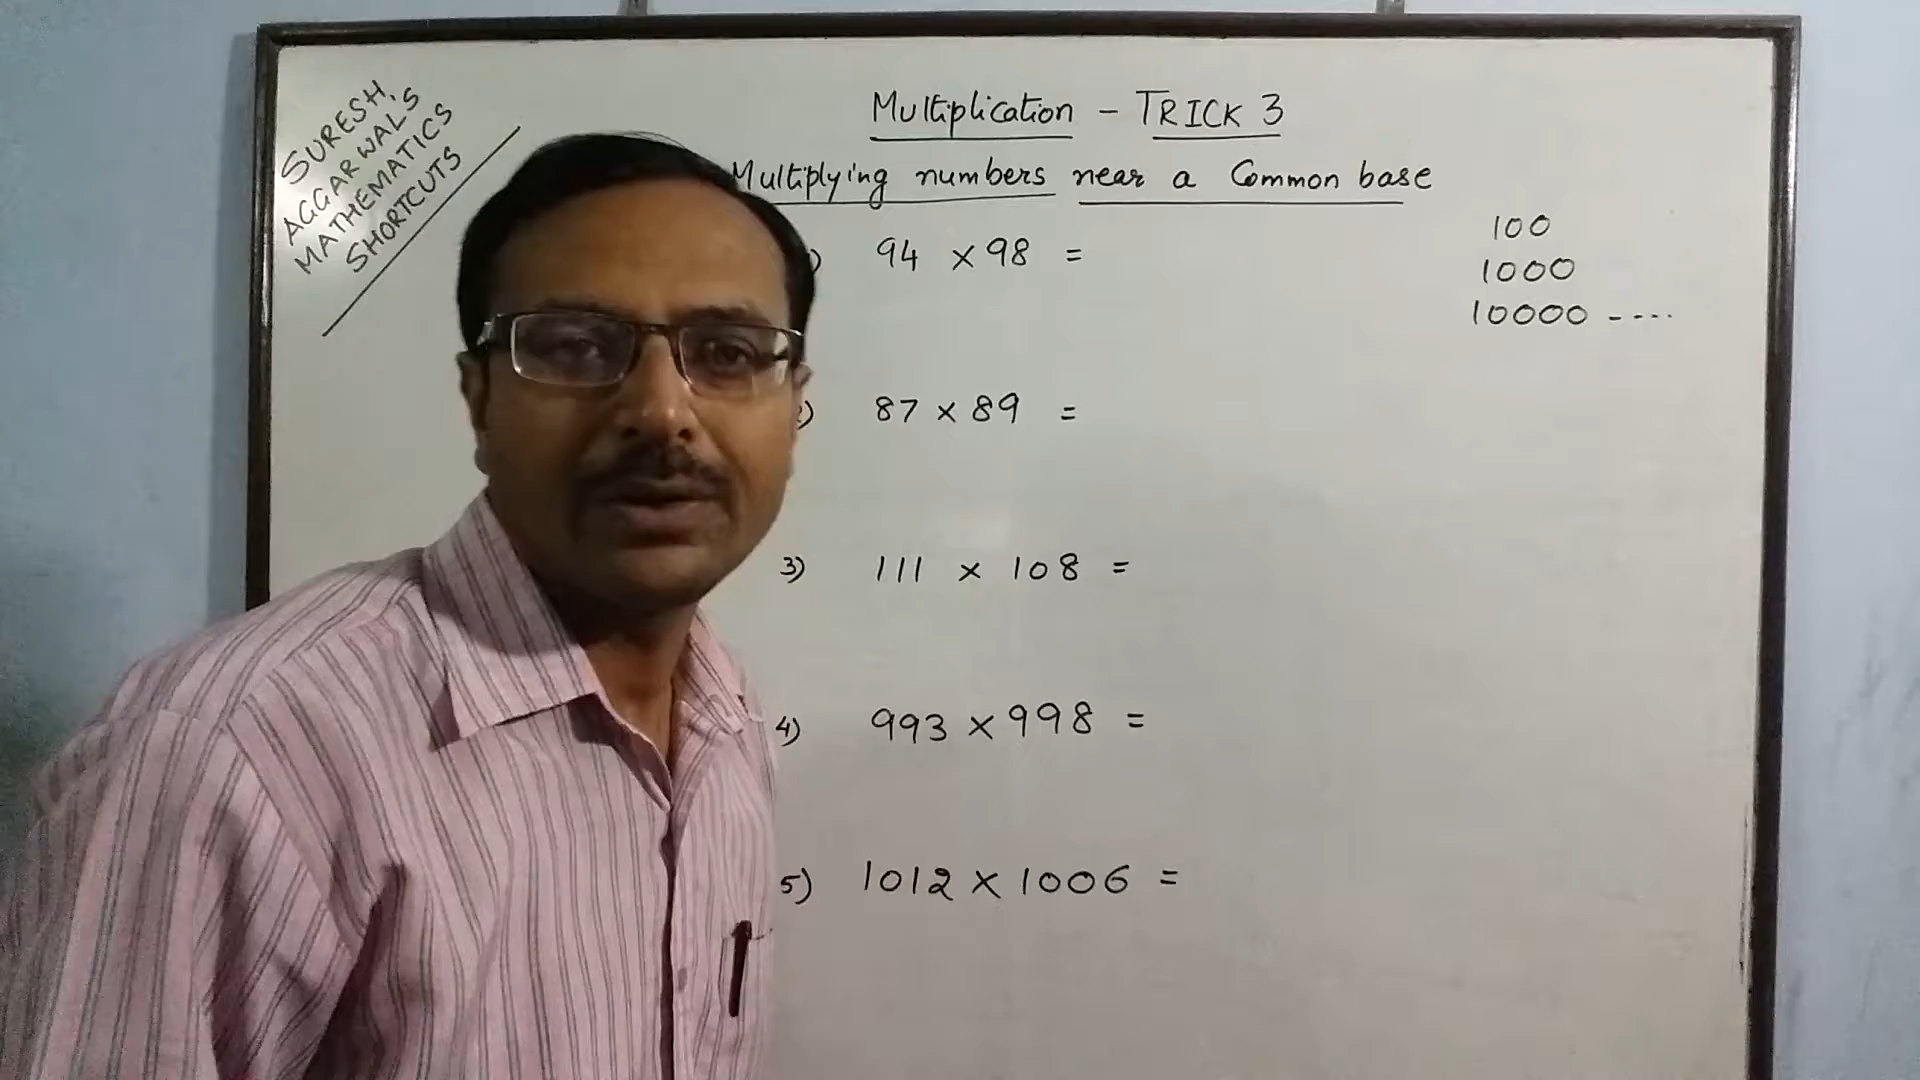 SURESH
AGGARWAL'S
MATHEMATICS
SHORTCUTS
Multiplication - TRICK 3
Multiplying numbers near a Common base
100
1000
10000 - - - -
) 94 × 98 =
2) 87 × 89 =
3) 111 × 108 =
4) 993 × 998 =
5) 1012 × 1006 =